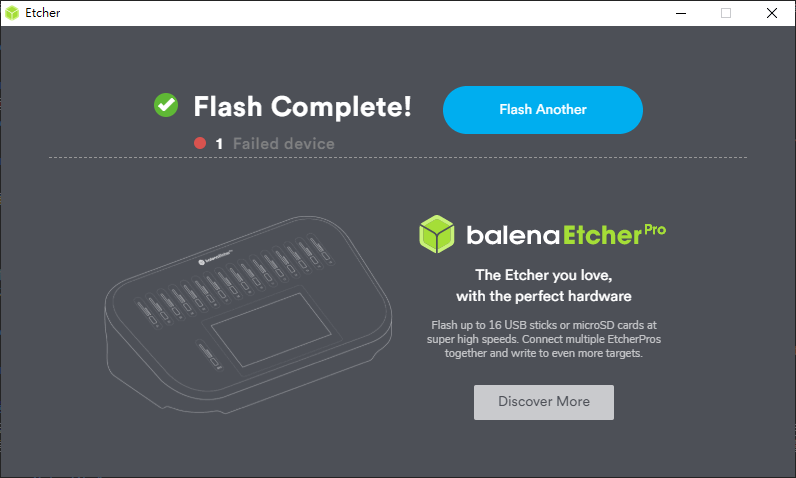 Etcher
Flash Complete!
Flash Another
1 Failed device
balenaEtcherPro
The Etcher you love,
with the perfect hardware
Flash up to 16 USB sticks or microSD cards at
super high speeds. Connect multiple EtcherPros
together and write to even more targets.
Discover More